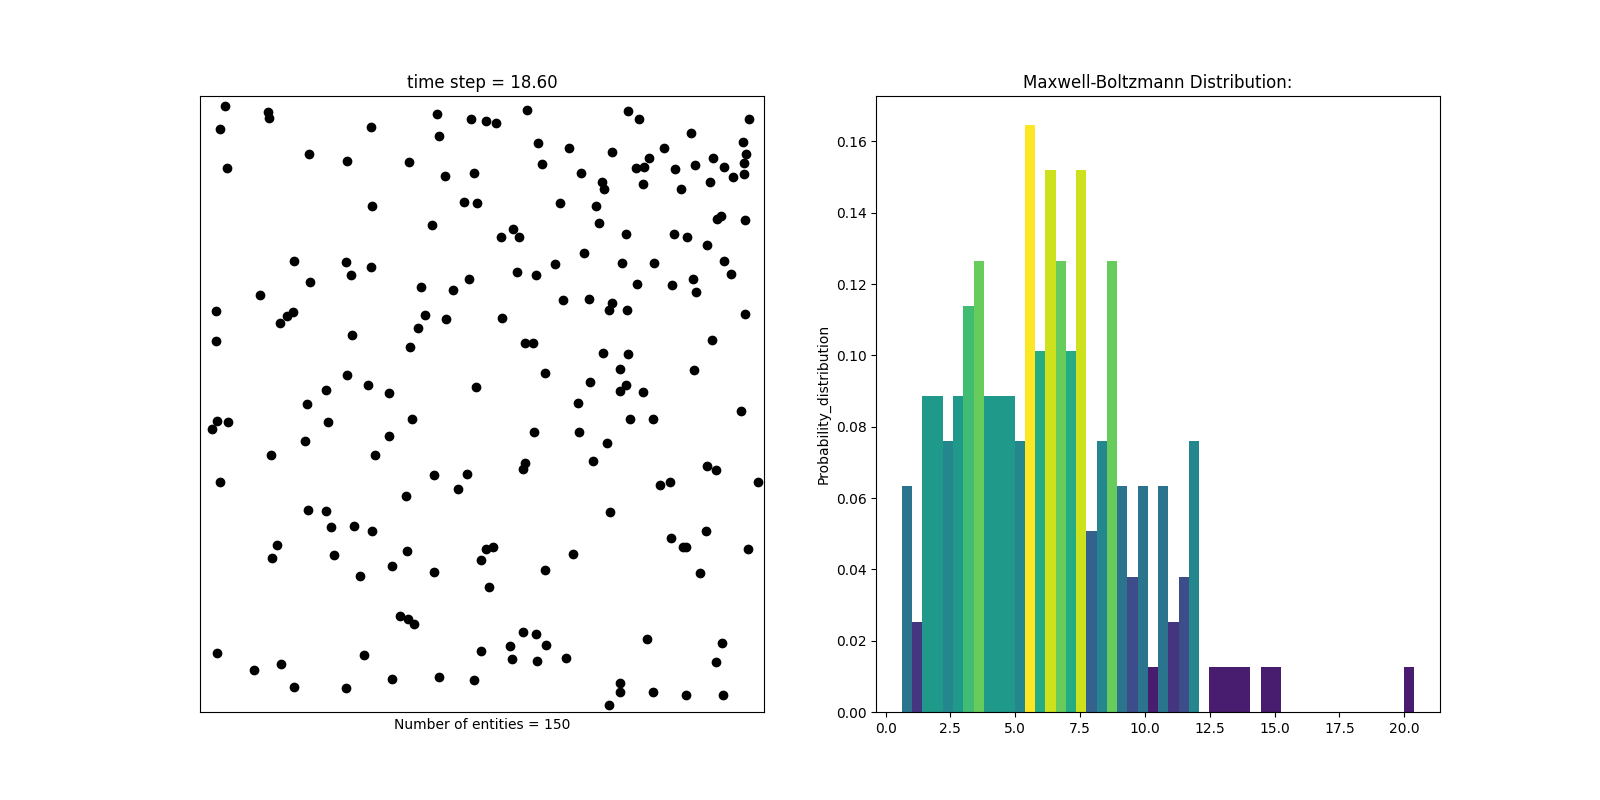 time step = 18.60
Number of entities = 150
Maxwell-Boltzmann Distribution:
Probability_distribution
0.16
0.14
0.12
0.10
0.08
0.06
0.04
0.02
0.00
0.0 2.5 5.0 7.5 10.0 12.5 15.0 17.5 20.0